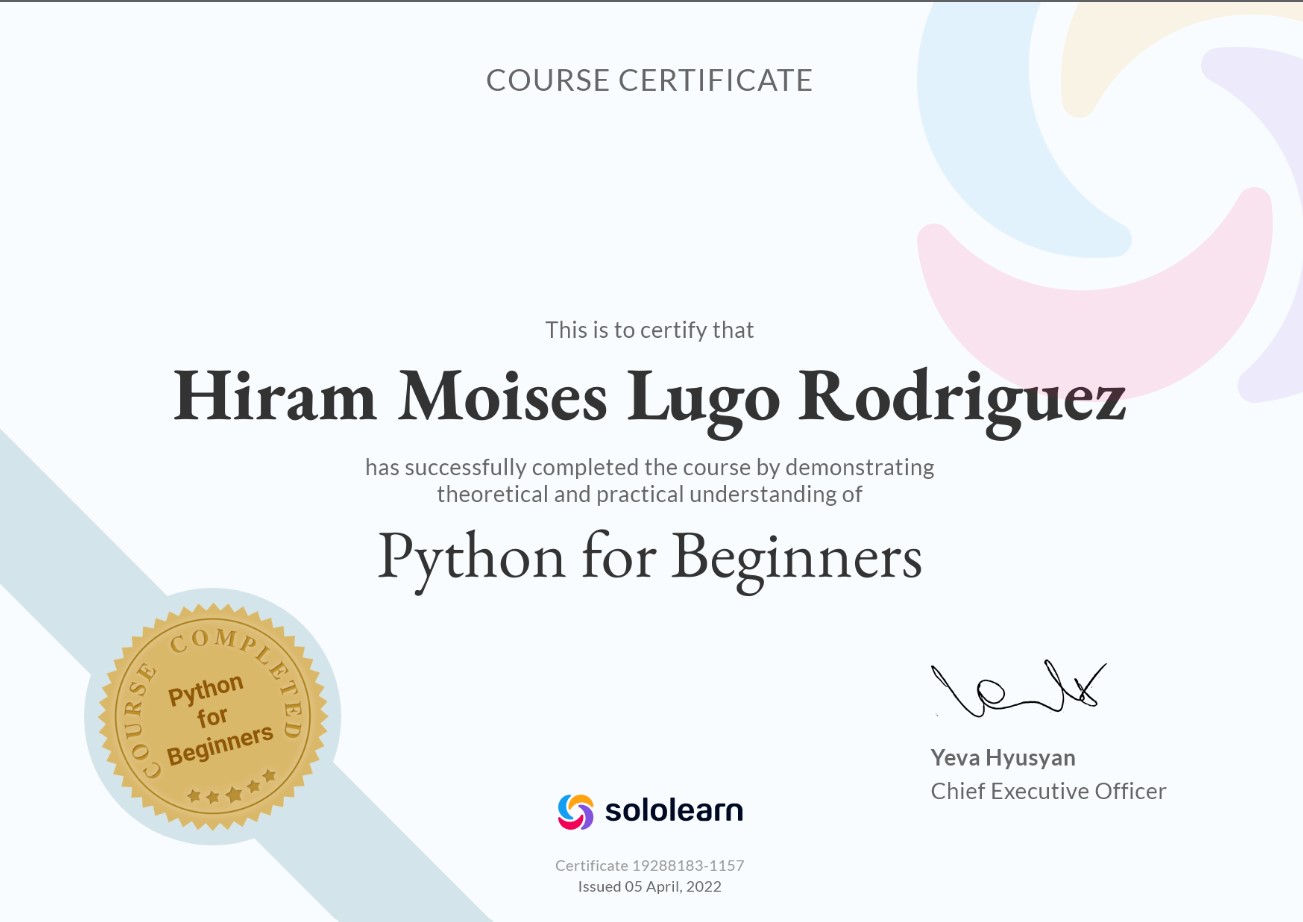 COURSE CERTIFICATE
This is to certify that
Hiram Moises Lugo Rodriguez
has successfully completed the course by demonstrating
theoretical and practical understanding of
Python for Beginners
COURSE COMPLETED
Python
for
Beginners
Yeva Hyusyan
Chief Executive Officer
sololearn
Certificate 19288183-1157
Issued 05 April, 2022